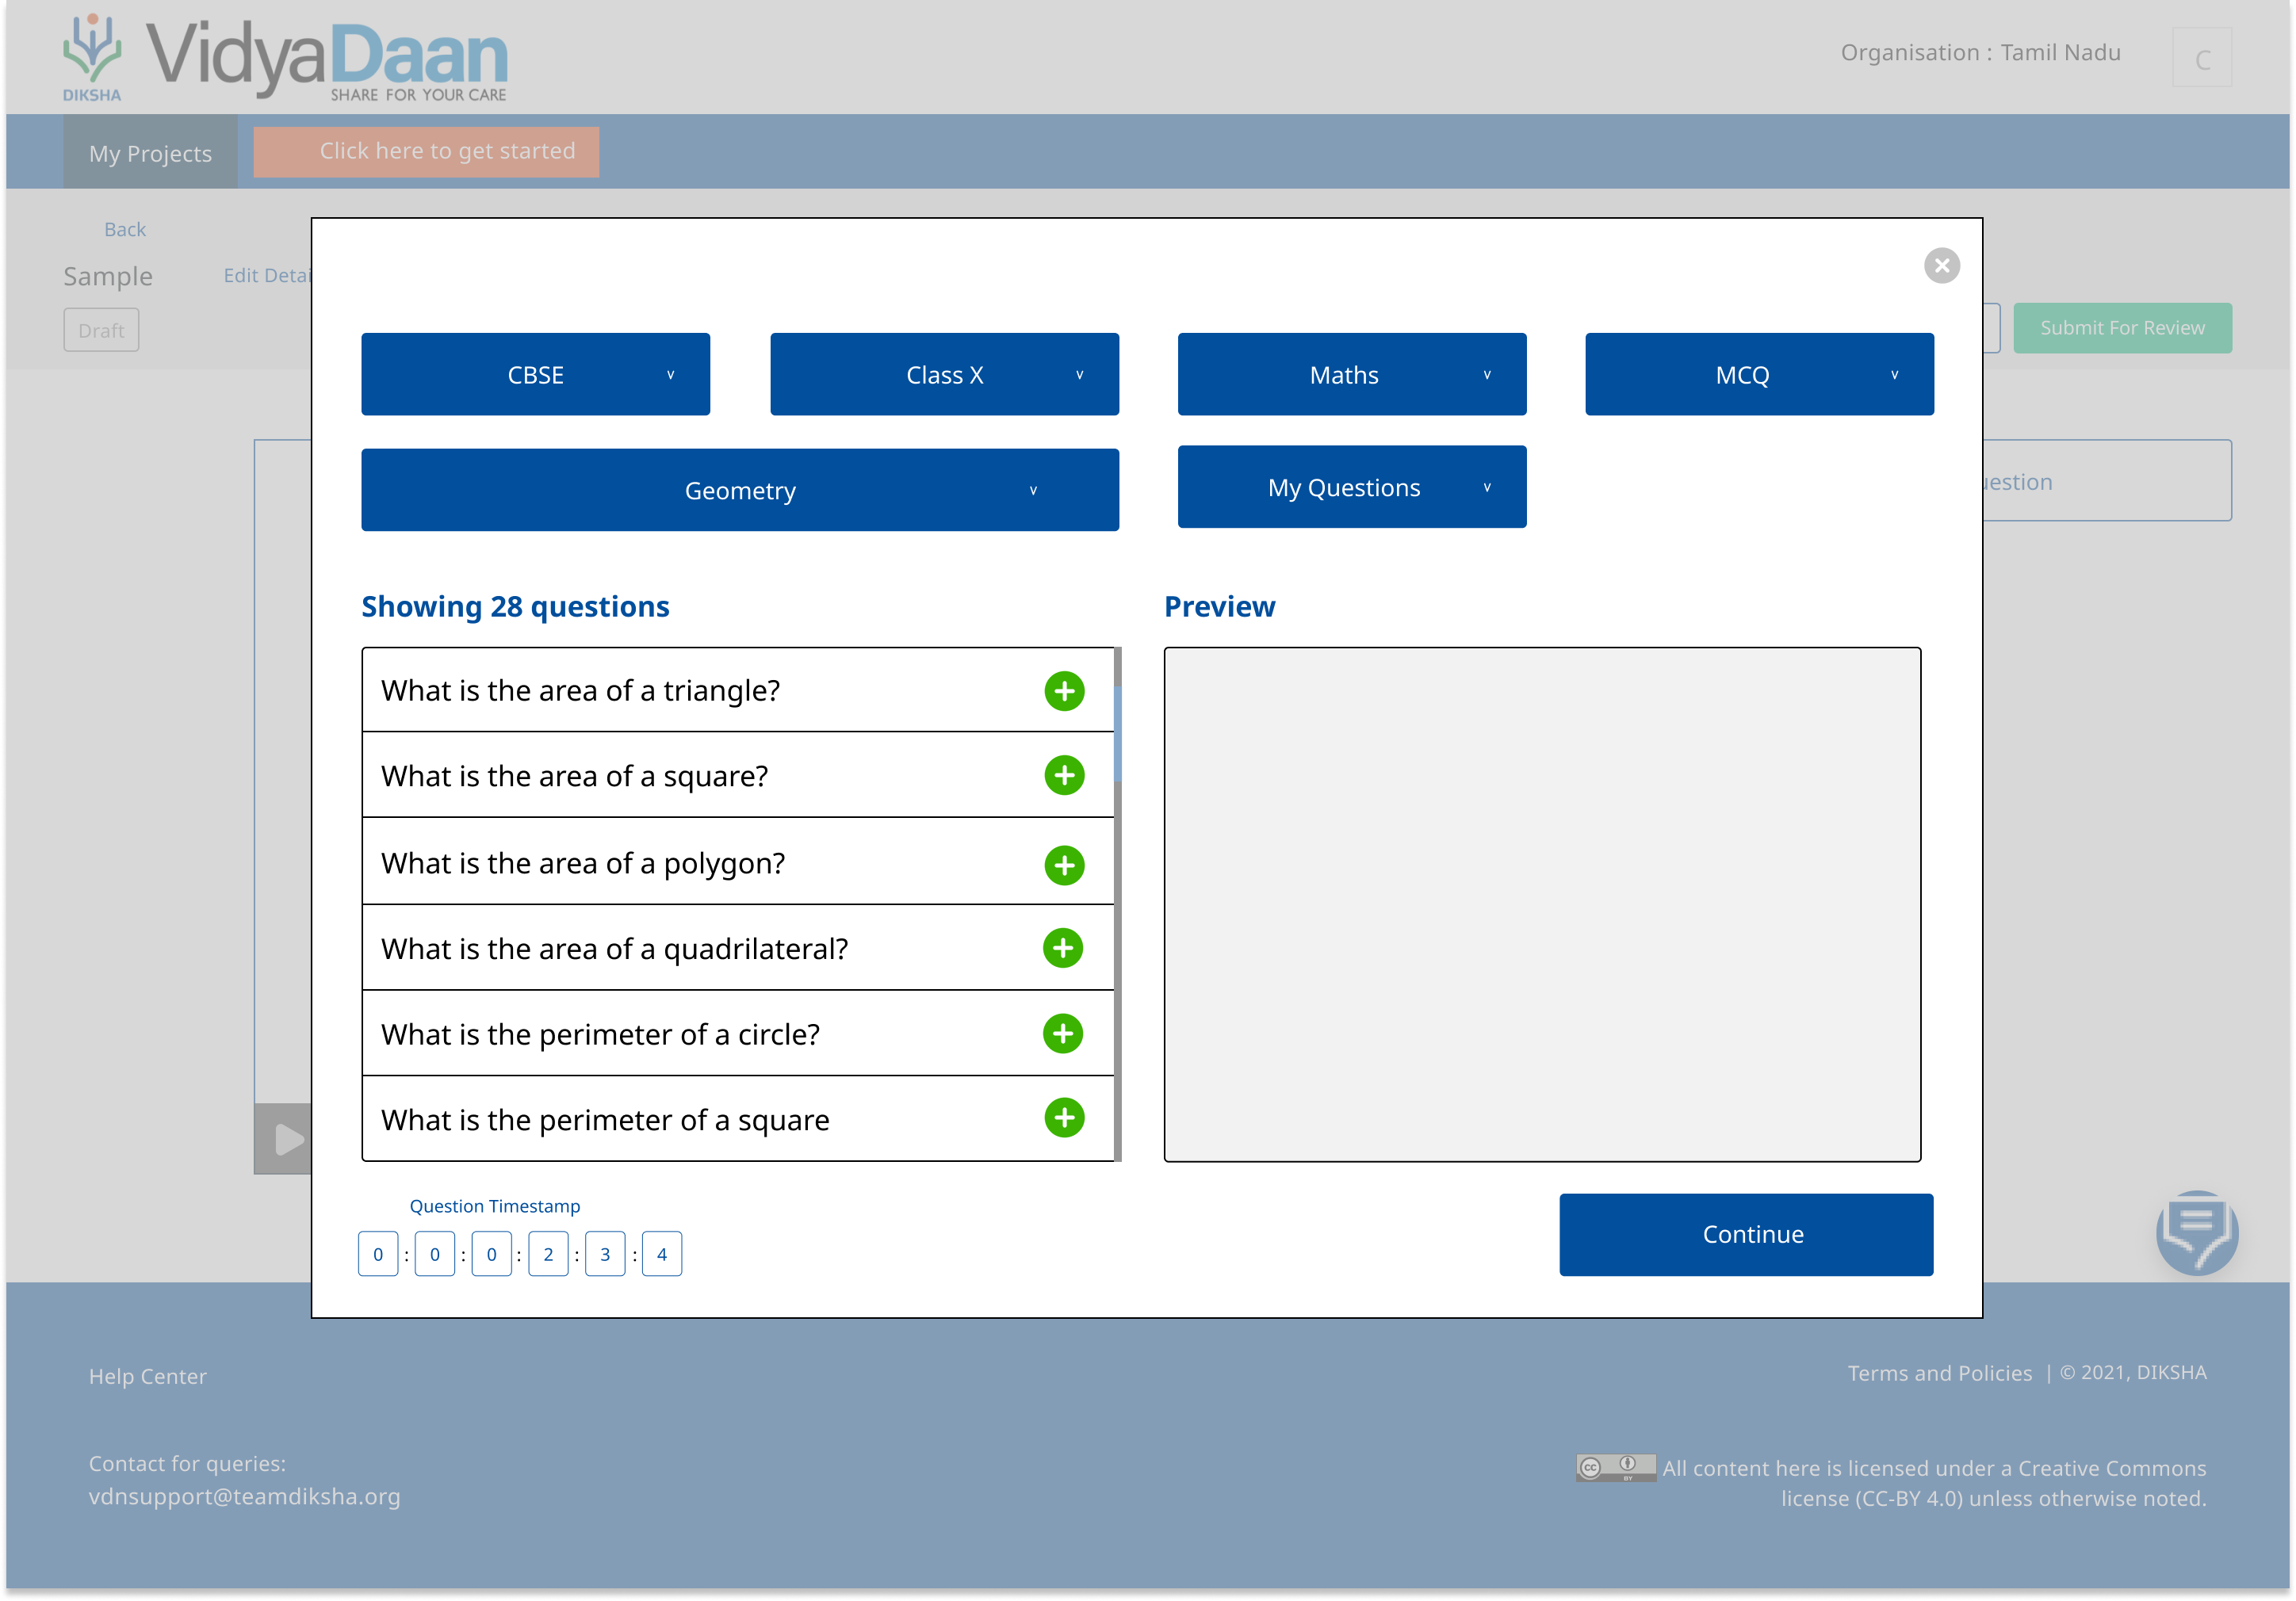 DIKSHA
VidyaDaan
SHARE FOR YOUR CARE
Organisation : Tamil Nadu
C
My Projects
Click here to get started
Back
Sample
Edit Detai
Draft
Submit For Review
CBSE v
Class X v
Maths v
MCQ v
Geometry v
My Questions v
uestion
Showing 28 questions
Preview
What is the area of a triangle?
What is the area of a square?
What is the area of a polygon?
What is the area of a quadrilateral?
What is the perimeter of a circle?
What is the perimeter of a square
Question Timestamp
0 : 0 : 0 : 2 : 3 : 4
Continue
Help Center
Terms and Policies | © 2021, DIKSHA
Contact for queries:
vdnsupport@teamdiksha.org
CC BY
All content here is licensed under a Creative Commons
license (CC-BY 4.0) unless otherwise noted.